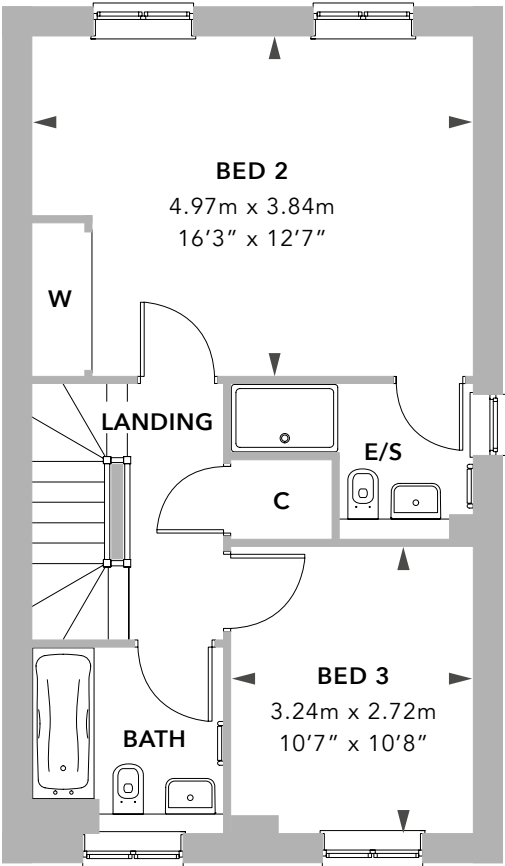 BED 2
4.97m x 3.84m
16’3” x 12’7”
W
LANDING
E/S
C
BED 3
3.24m x 2.72m
10’7” x 10’8”
BATH